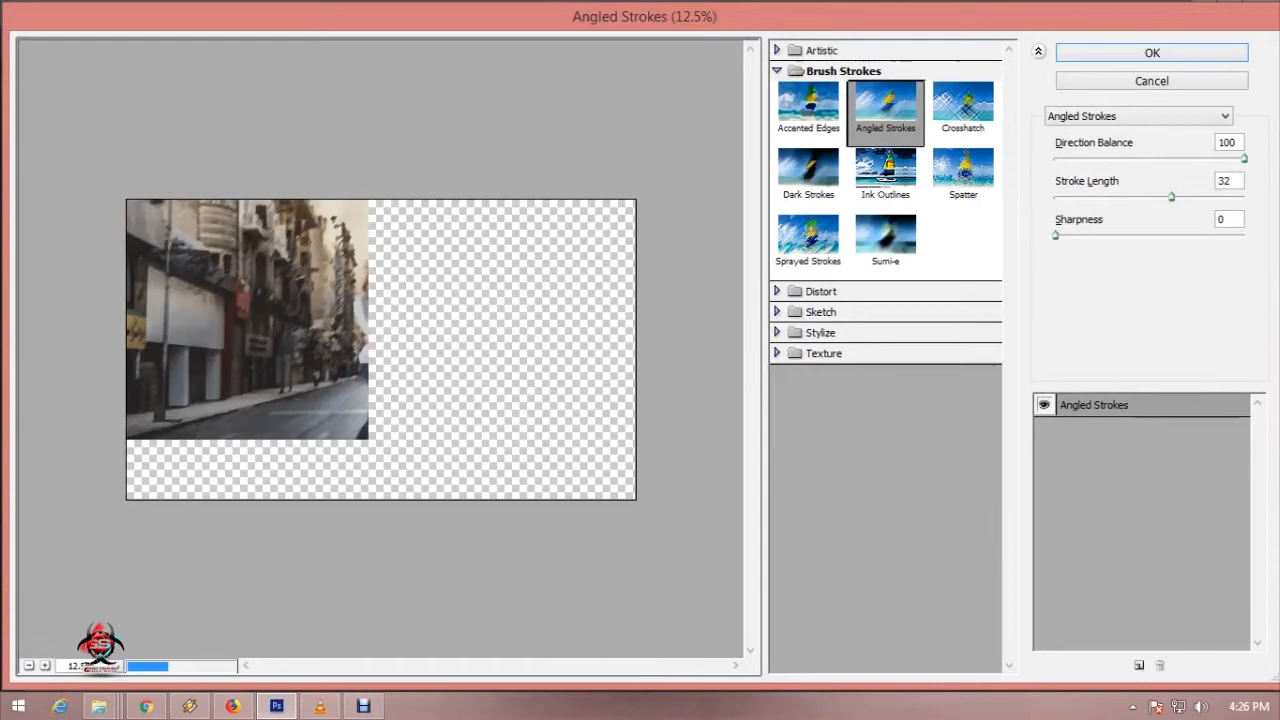 Angled Strokes (12.5%)
Artistic
Brush Strokes
Accented Edges
Angled Strokes
Crosshatch
Dark Strokes
Ink Outlines
Spatter
Sprayed Strokes
Sumi-e
Distort
Sketch
Stylize
Texture
OK
Cancel
Angled Strokes
Direction Balance 100
Stroke Length 32
Sharpness 0
Angled Strokes
Ps
4:26 PM